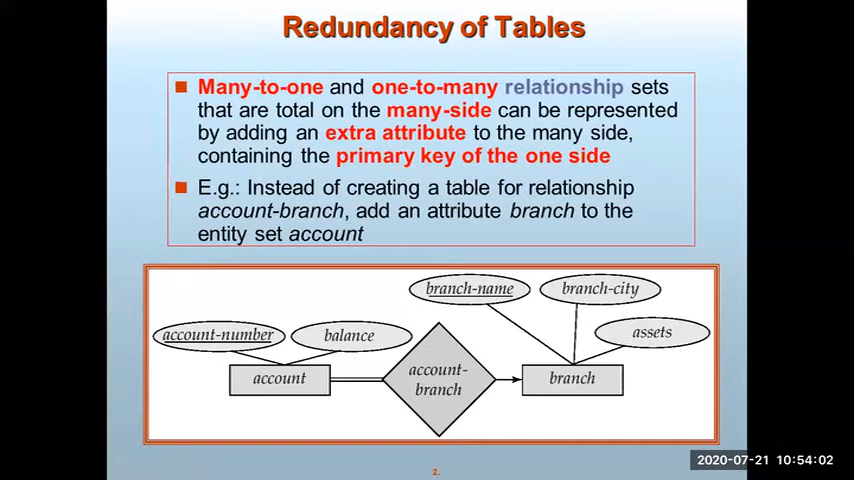 Redundancy of Tables
Many-to-one and one-to-many relationship sets
that are total on the many-side can be represented
by adding an extra attribute to the many side,
containing the primary key of the one side
E.g.: Instead of creating a table for relationship
account-branch, add an attribute branch to the
entity set account
branch-name
branch-city
account-number
balance
assets
account
account-
branch
branch
2.
2020-07-21 10:54:02